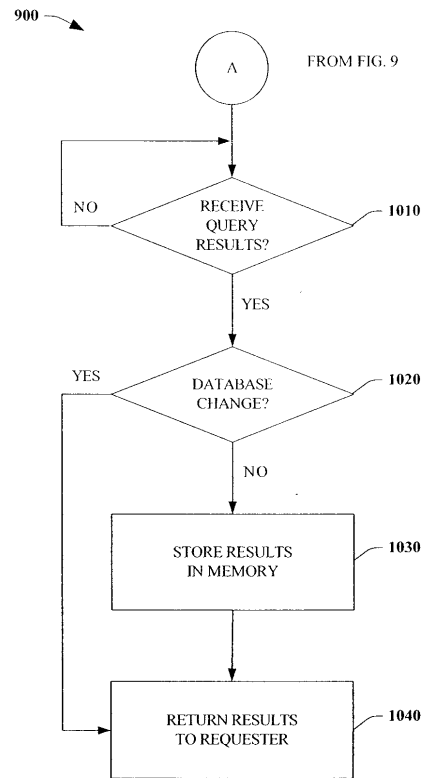 900
A
FROM FIG. 9
NO
RECEIVE
QUERY
RESULTS?
1010
YES
YES
DATABASE
CHANGE?
1020
NO
STORE RESULTS
IN MEMORY
1030
RETURN RESULTS
TO REQUESTER
1040